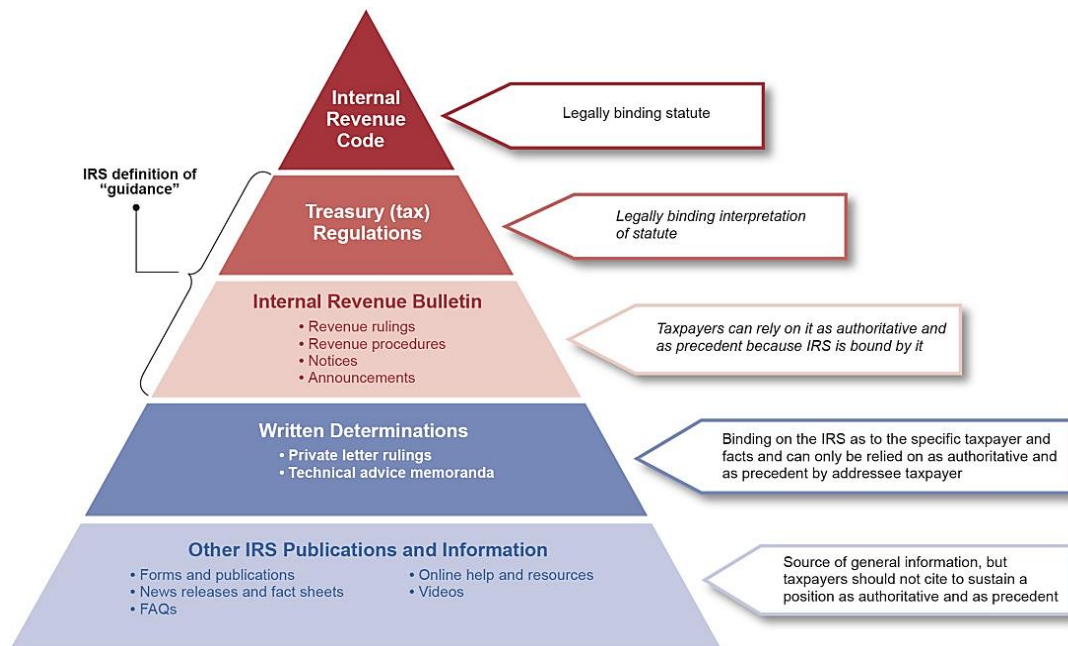 Internal
Revenue
Code
Legally binding statute
IRS definition of
“guidance”
Treasury (tax)
Regulations
Legally binding interpretation
of statute
Internal Revenue Bulletin
• Revenue rulings
• Revenue procedures
• Notices
• Announcements
Taxpayers can rely on it as authoritative and
as precedent because IRS is bound by it
Written Determinations
• Private letter rulings
• Technical advice memoranda
Binding on the IRS as to the specific taxpayer and
facts and can only be relied on as authoritative and
as precedent by addressee taxpayer
Other IRS Publications and Information
• Forms and publications
• News releases and fact sheets
• FAQs
• Online help and resources
• Videos
Source of general information, but
taxpayers should not cite to sustain a
position as authoritative and as precedent